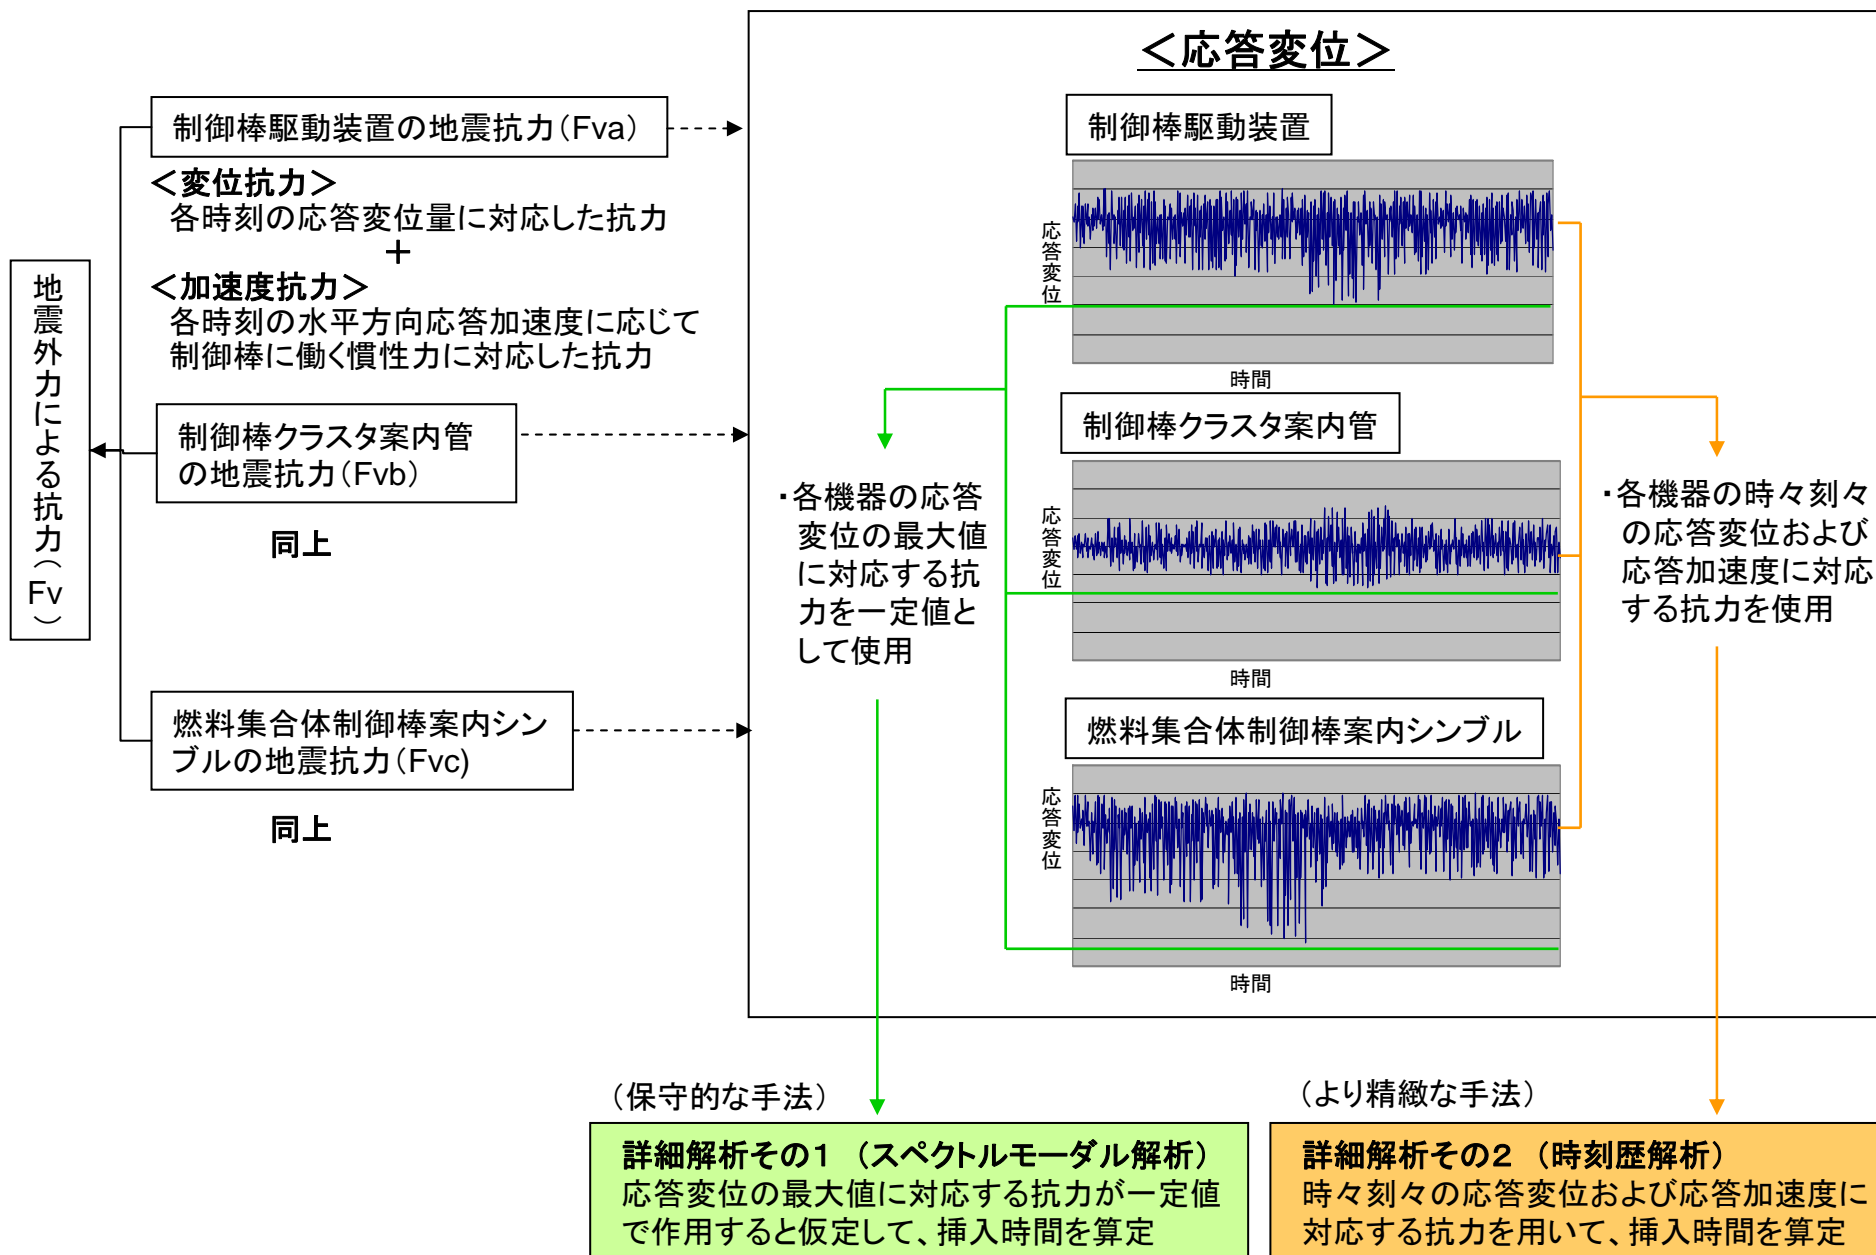 ＜応答変位＞
制御棒駆動装置の地震抗力（Fva）
＜変位抗力＞
各時刻の応答変位量に対応した抗力
＋
＜加速度抗力＞
各時刻の水平方向応答加速度に応じて
制御棒に働く慣性力に対応した抗力
地震外力による抗力（Fv）
制御棒クラスタ案内管
の地震抗力（Fvb）
同上
燃料集合体制御棒案内シン
ブルの地震抗力（Fvc)
同上
制御棒駆動装置
応答変位
時間
制御棒クラスタ案内管
応答変位
時間
燃料集合体制御棒案内シンブル
応答変位
時間
・各機器の応答
変位の最大値
に対応する抗
力を一定値と
して使用
・各機器の時々刻々
の応答変位および
応答加速度に対応
する抗力を使用
（保守的な手法）
詳細解析その１　（スペクトルモーダル解析）
応答変位の最大値に対応する抗力が一定値
で作用すると仮定して、挿入時間を算定
（より精緻な手法）
詳細解析その２　（時刻歴解析）
時々刻々の応答変位および応答加速度に
対応する抗力を用いて、挿入時間を算定